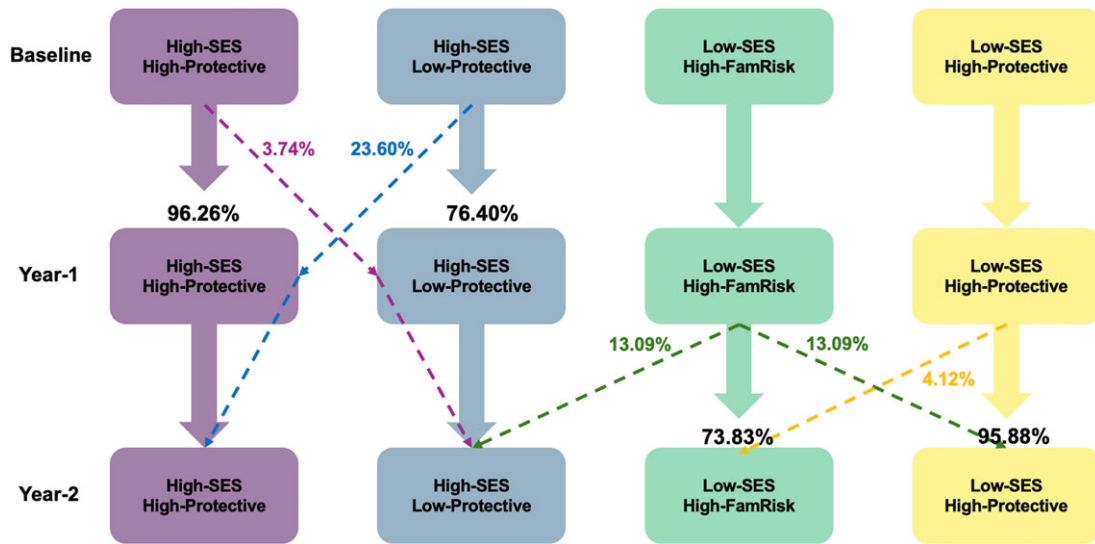 Baseline
High-SES
High-Protective
High-SES
Low-Protective
Low-SES
High-FamRisk
Low-SES
High-Protective
3.74%
23.60%
96.26%
76.40%
Year-1
High-SES
High-Protective
High-SES
Low-Protective
Low-SES
High-FamRisk
Low-SES
High-Protective
13.09%
13.09%
4.12%
73.83%
95.88%
Year-2
High-SES
High-Protective
High-SES
Low-Protective
Low-SES
High-FamRisk
Low-SES
High-Protective